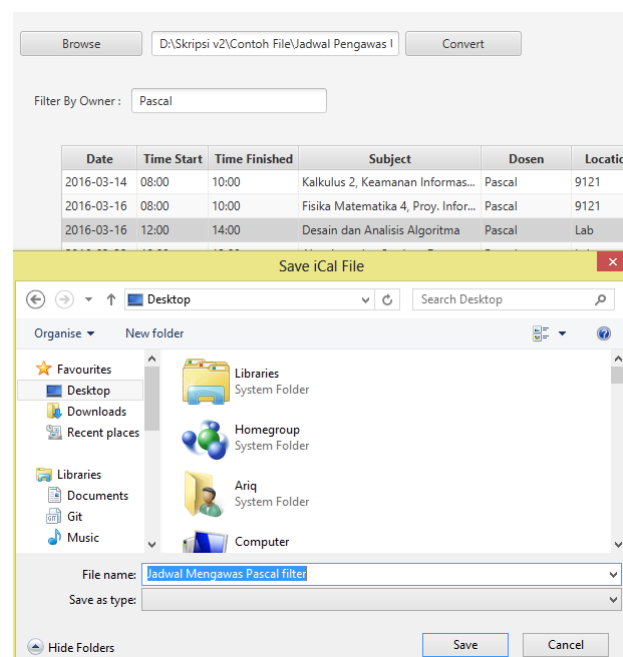 Browse D:\Skripsi v2\Contoh File\Jadwal Pengawas Convert
Filter By Owner : Pascal
Date Time Start Time Finished Subject Dosen Locatio
2016-03-14 08:00 10:00 Kalkulus 2, Keamanan Informas... Pascal 9121
2016-03-16 08:00 10:00 Fisika Matematika 4, Proy. Infor... Pascal 9121
2016-03-16 12:00 14:00 Desain dan Analisis Algoritma Pascal Lab
Save iCal File
Desktop Search Desktop
Organise New folder
Favourites
Desktop
Downloads
Recent places
Libraries
Documents
Git
Music
Libraries
System Folder
Homegroup
System Folder
Ariq
System Folder
Computer
File name: Jadwal Mengawas Pascal filter
Save as type:
Hide Folders Save Cancel